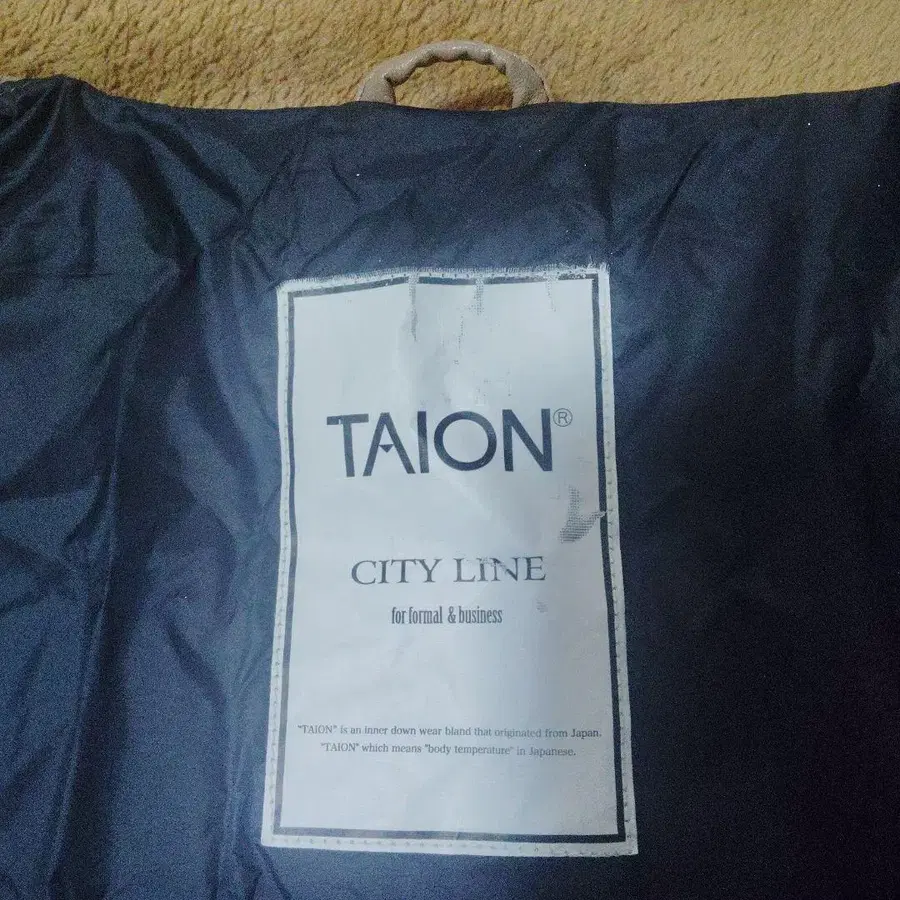 TAION®
CITY LINE
for formal & business
"TAION" is an inner down wear bland that originated from Japan.
"TAION" which means "body temperature" in Japanese.